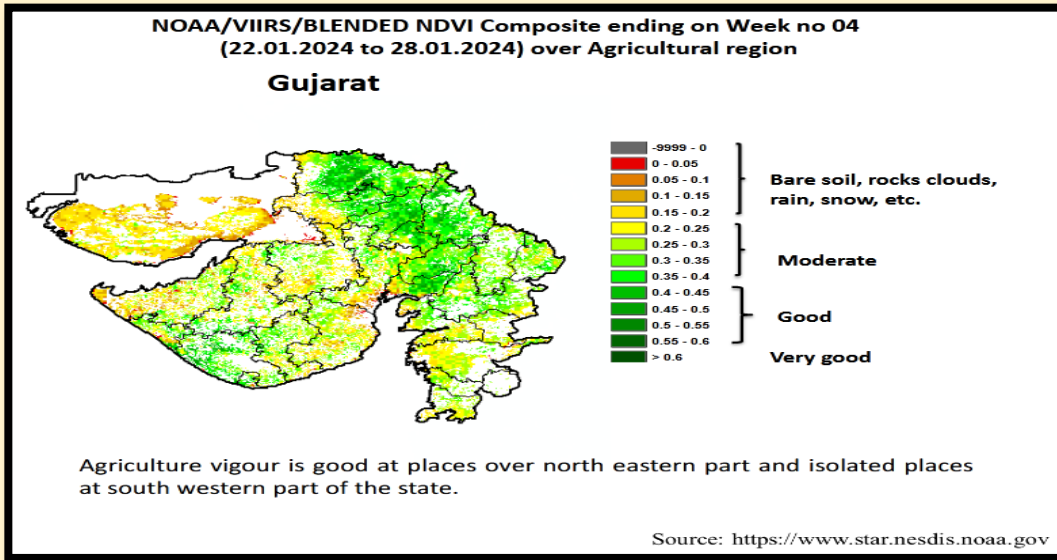 NOAA/VIIRS/BLENDED NDVI Composite ending on Week no 04
(22.01.2024 to 28.01.2024) over Agricultural region
Gujarat
-9999 - 0
0 - 0.05
0.05 - 0.1
0.1 - 0.15
0.15 - 0.2
0.2 - 0.25
0.25 - 0.3
0.3 - 0.35
0.35 - 0.4
0.4 - 0.45
0.45 - 0.5
0.5 - 0.55
0.55 - 0.6
> 0.6
Bare soil, rocks clouds,
rain, snow, etc.
Moderate
Good
Very good
Agriculture vigour is good at places over north eastern part and isolated places
at south western part of the state.
Source: https://www.star.nesdis.noaa.gov